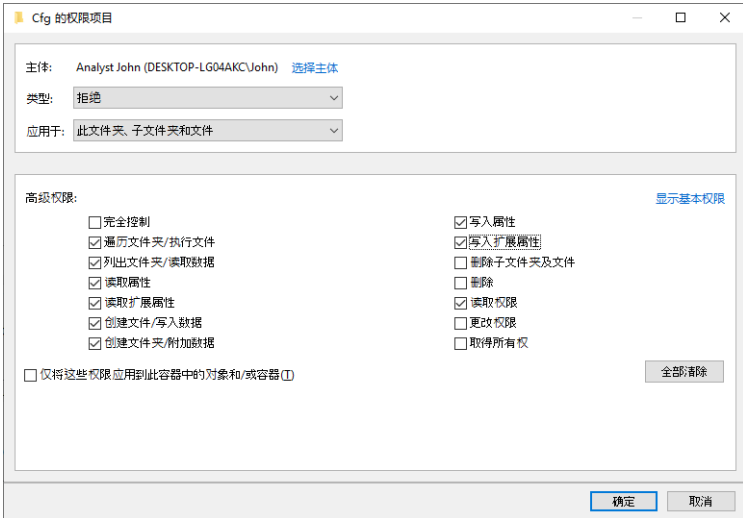 Cfg 的权限项目
主体: Analyst John (DESKTOP-LG04AKC\John) 选择主体
类型: 拒绝
应用于: 此文件夹、子文件夹和文件
高级权限: 显示基本权限
完全控制 写入属性
遍历文件夹/执行文件 写入扩展属性
列出文件夹/读取数据 删除子文件夹及文件
读取属性 删除
读取扩展属性 读取权限
创建文件/写入数据 更改权限
创建文件夹/附加数据 取得所有权
仅将这些权限应用到此容器中的对象和/或容器(T) 全部清除
确定 取消